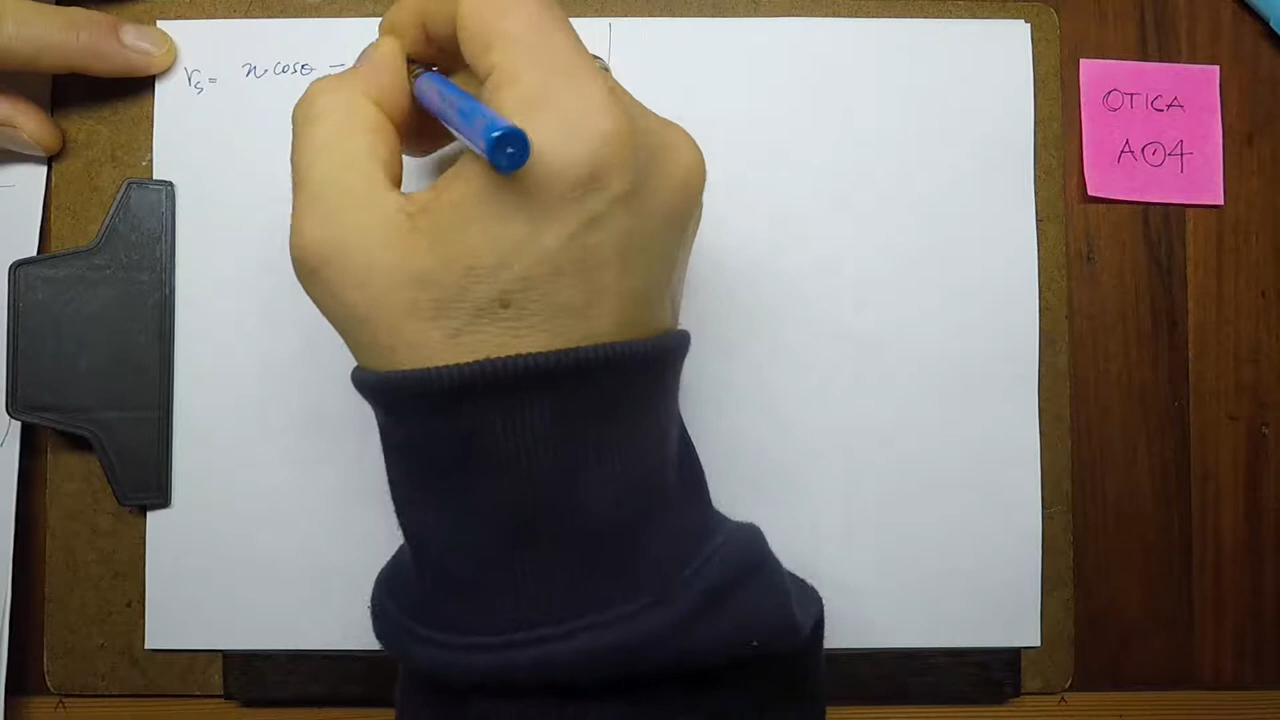 r_s = n cosθ -
OTICA
A04